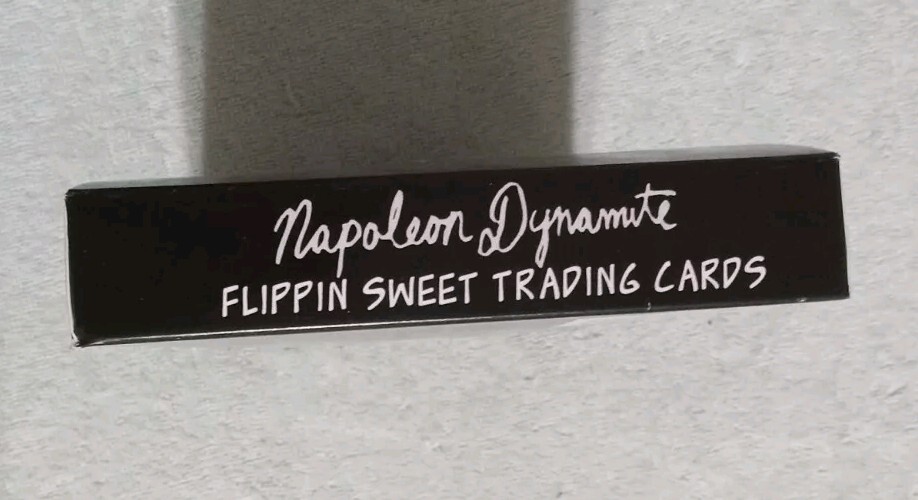 Napoleon Dynamite
FLIPPIN SWEET TRADING CARDS